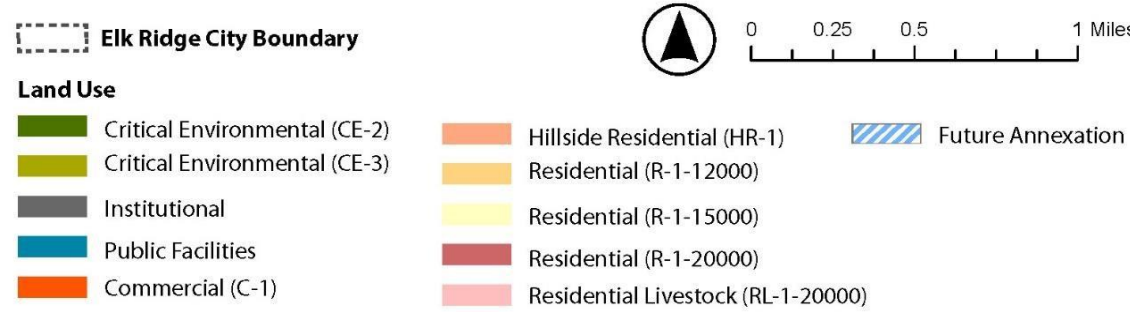 Elk Ridge City Boundary
0 0.25 0.5 1 Miles
Land Use
Critical Environmental (CE-2)
Critical Environmental (CE-3)
Institutional
Public Facilities
Commercial (C-1)
Hillside Residential (HR-1)
Residential (R-1-12000)
Residential (R-1-15000)
Residential (R-1-20000)
Residential Livestock (RL-1-20000)
Future Annexation